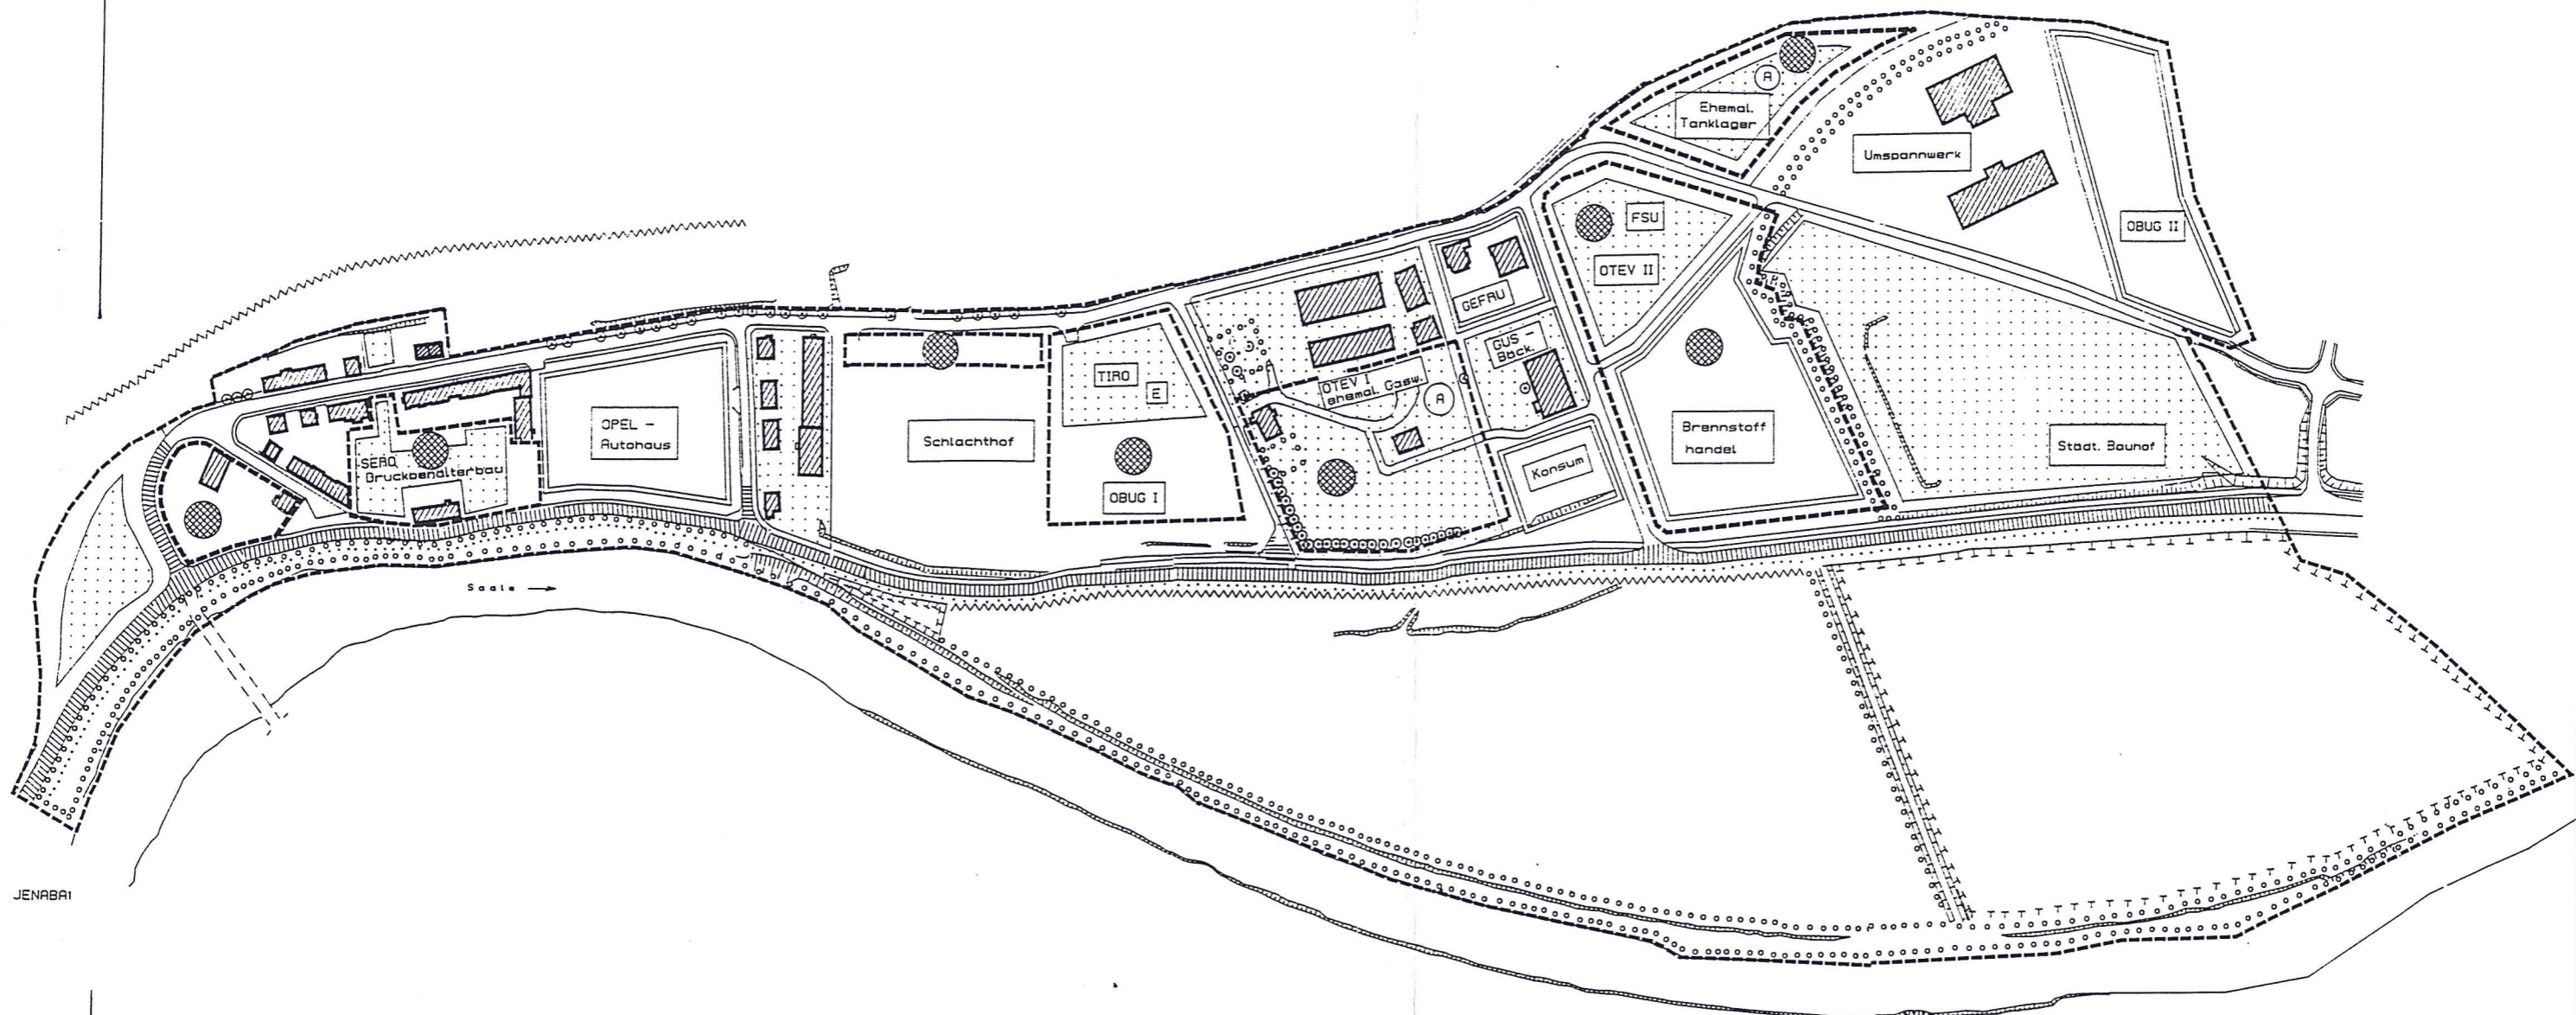 A
Ehemal.
Tanklager
Umspannwerk
OBUG II
FSU
OTEV II
GEFRU
GUS -
Bäck.
OTEV I
ehemal. Gasw.
A
TIRO
E
OPEL -
Autohaus
Schlachthof
Brennstoff
handel
Städt. Bauhof
SERO
Druckbehälterbau
Konsum
OBUG I
Saale
JENABA1